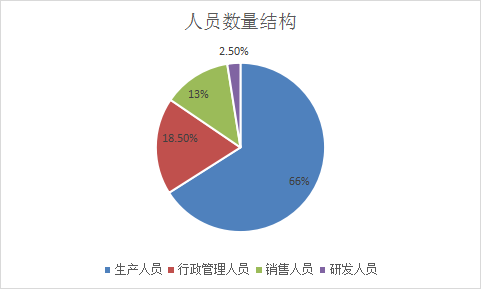 人员数量结构
2.50%
13%
18.50%
66%
生产人员 行政管理人员 销售人员 研发人员